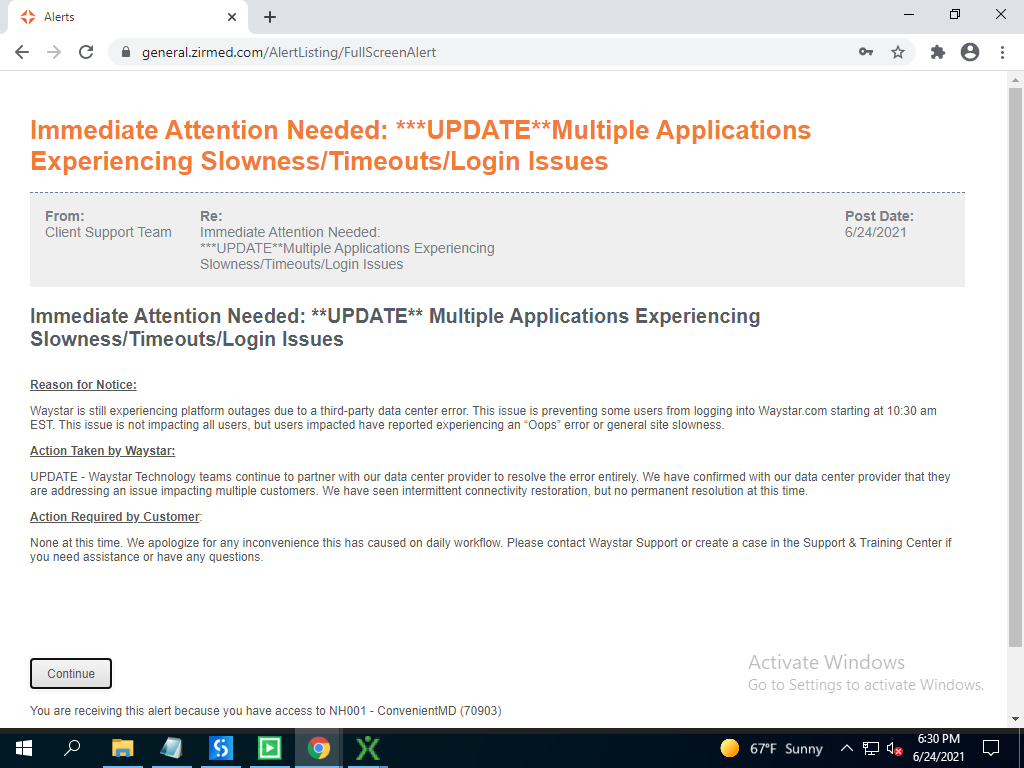 Alerts
general.zirmed.com/AlertListing/FullScreenAlert
Immediate Attention Needed: ***UPDATE**Multiple Applications
Experiencing Slowness/Timeouts/Login Issues
From:
Client Support Team
Re:
Immediate Attention Needed:
***UPDATE**Multiple Applications Experiencing
Slowness/Timeouts/Login Issues
Post Date:
6/24/2021
Immediate Attention Needed: **UPDATE** Multiple Applications Experiencing
Slowness/Timeouts/Login Issues
Reason for Notice:
Waystar is still experiencing platform outages due to a third-party data center error. This issue is preventing some users from logging into Waystar.com starting at 10:30 am
EST. This issue is not impacting all users, but users impacted have reported experiencing an “Oops” error or general site slowness.
Action Taken by Waystar:
UPDATE - Waystar Technology teams continue to partner with our data center provider to resolve the error entirely. We have confirmed with our data center provider that they
are addressing an issue impacting multiple customers. We have seen intermittent connectivity restoration, but no permanent resolution at this time.
Action Required by Customer:
None at this time. We apologize for any inconvenience this has caused on daily workflow. Please contact Waystar Support or create a case in the Support & Training Center if
you need assistance or have any questions.
Continue
Activate Windows
Go to Settings to activate Windows.
You are receiving this alert because you have access to NH001 - ConvenientMD (70903)
67°F Sunny
6:30 PM
6/24/2021